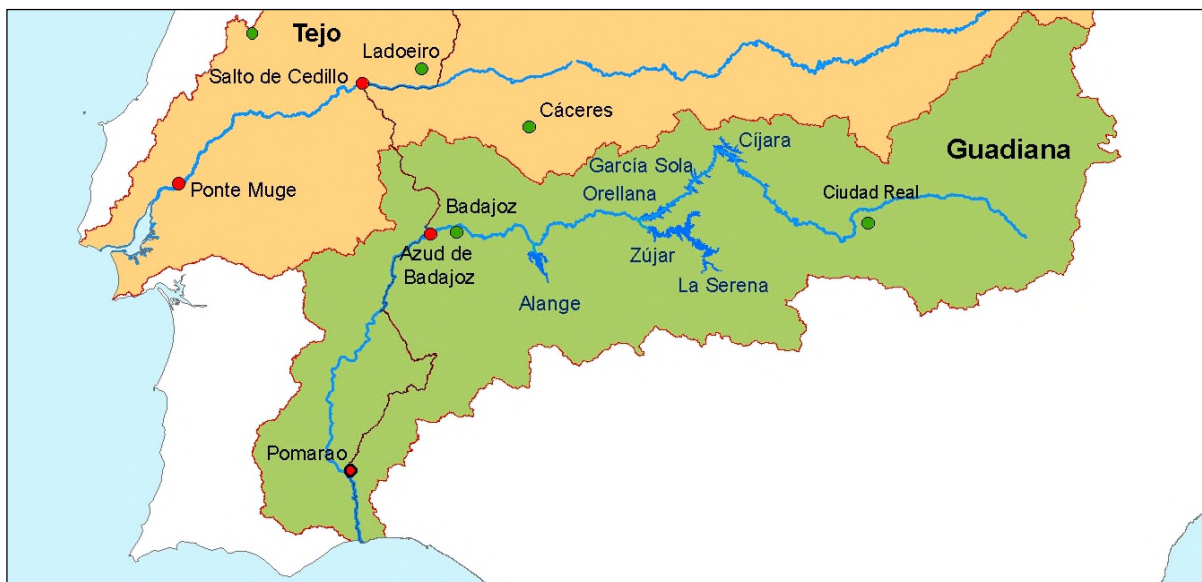 Tejo
Ladoeiro
Salto de Cedillo
Cáceres
Cíjara
García Sola
Guadiana
Ponte Muge
Orellana
Ciudad Real
Badajoz
Azud de
Badajoz
Zújar
La Serena
Alange
Pomarao